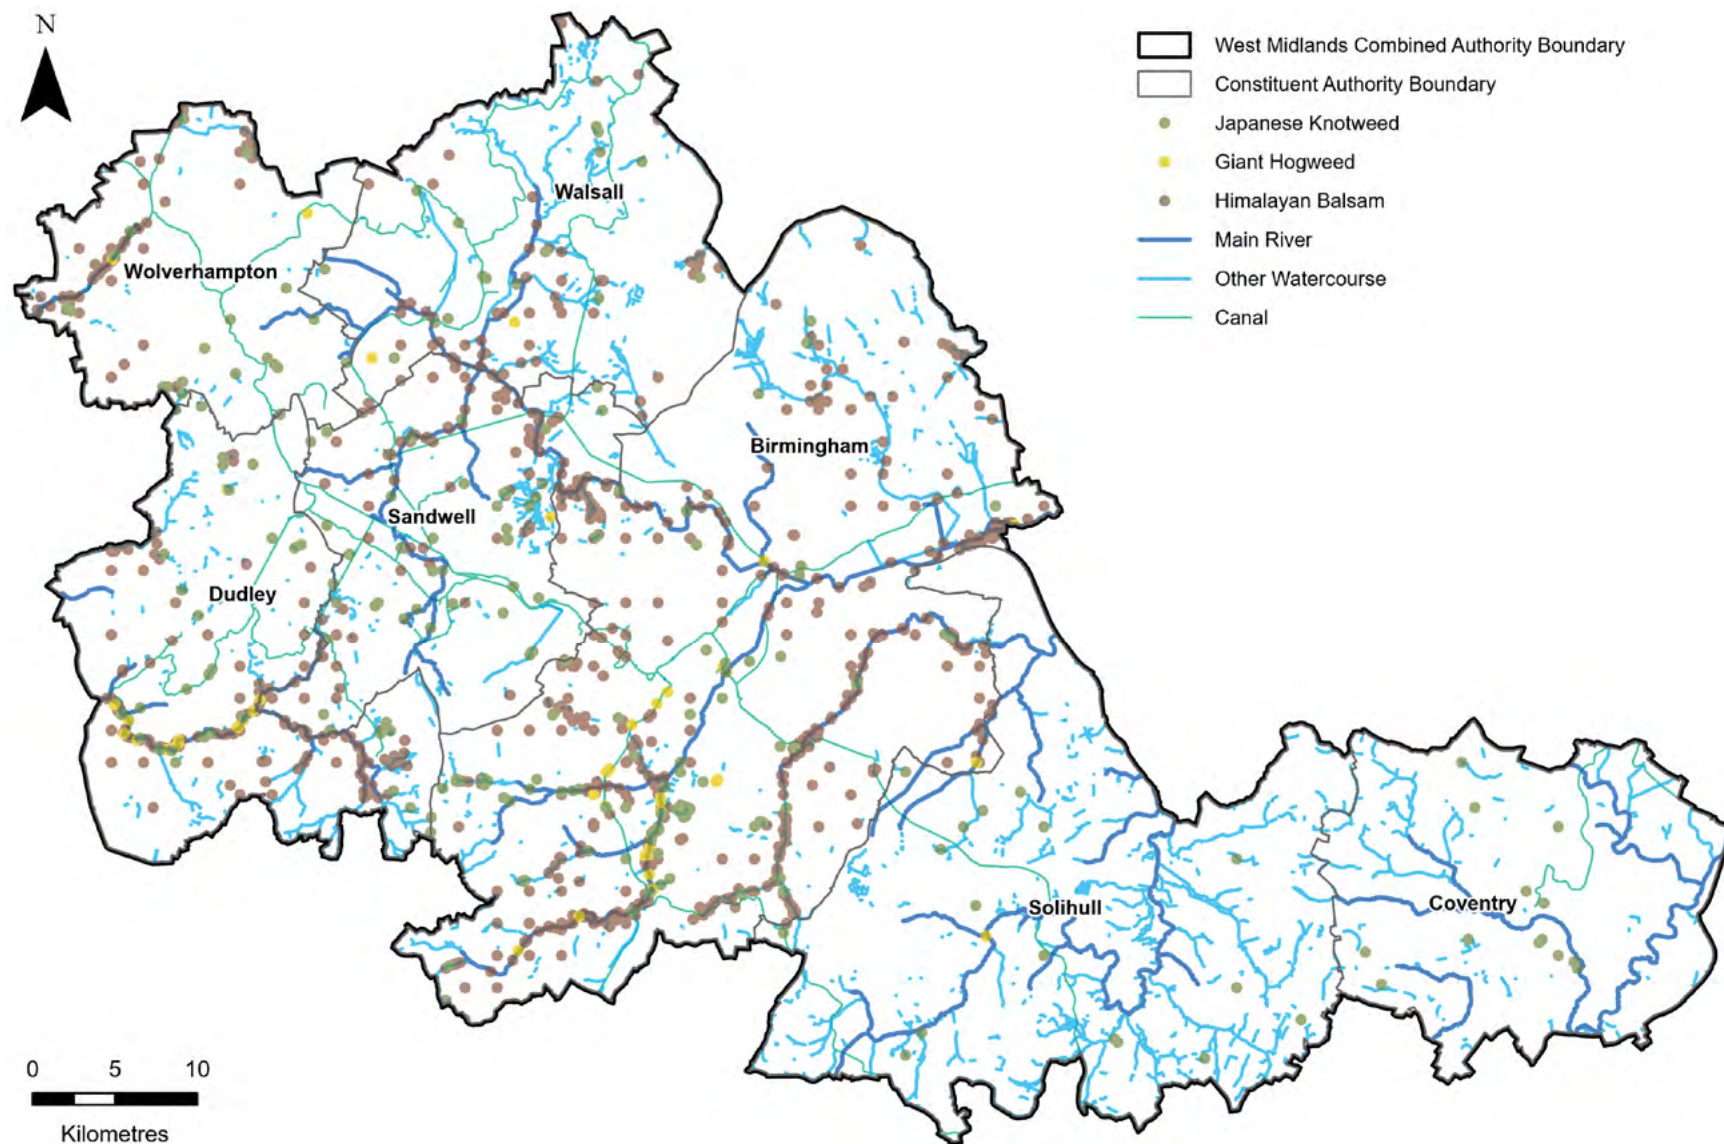 N
West Midlands Combined Authority Boundary
Constituent Authority Boundary
Japanese Knotweed
Giant Hogweed
Himalayan Balsam
Main River
Other Watercourse
Canal
Walsall
Wolverhampton
Birmingham
Sandwell
Dudley
Solihull
Coventry
0 5 10
Kilometres